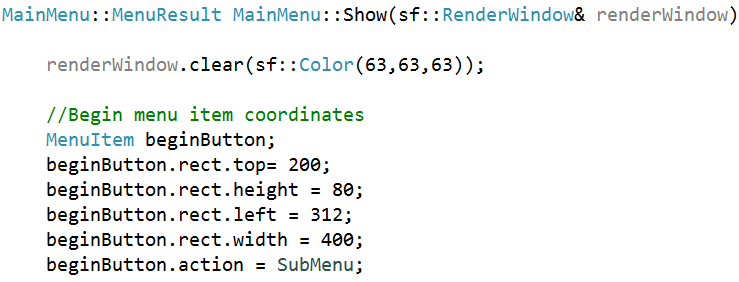 MainMenu::MenuResult MainMenu::Show(sf::RenderWindow& renderWindow)
renderWindow.clear(sf::Color(63,63,63));
//Begin menu item coordinates
MenuItem beginButton;
beginButton.rect.top= 200;
beginButton.rect.height = 80;
beginButton.rect.left = 312;
beginButton.rect.width = 400;
beginButton.action = SubMenu;